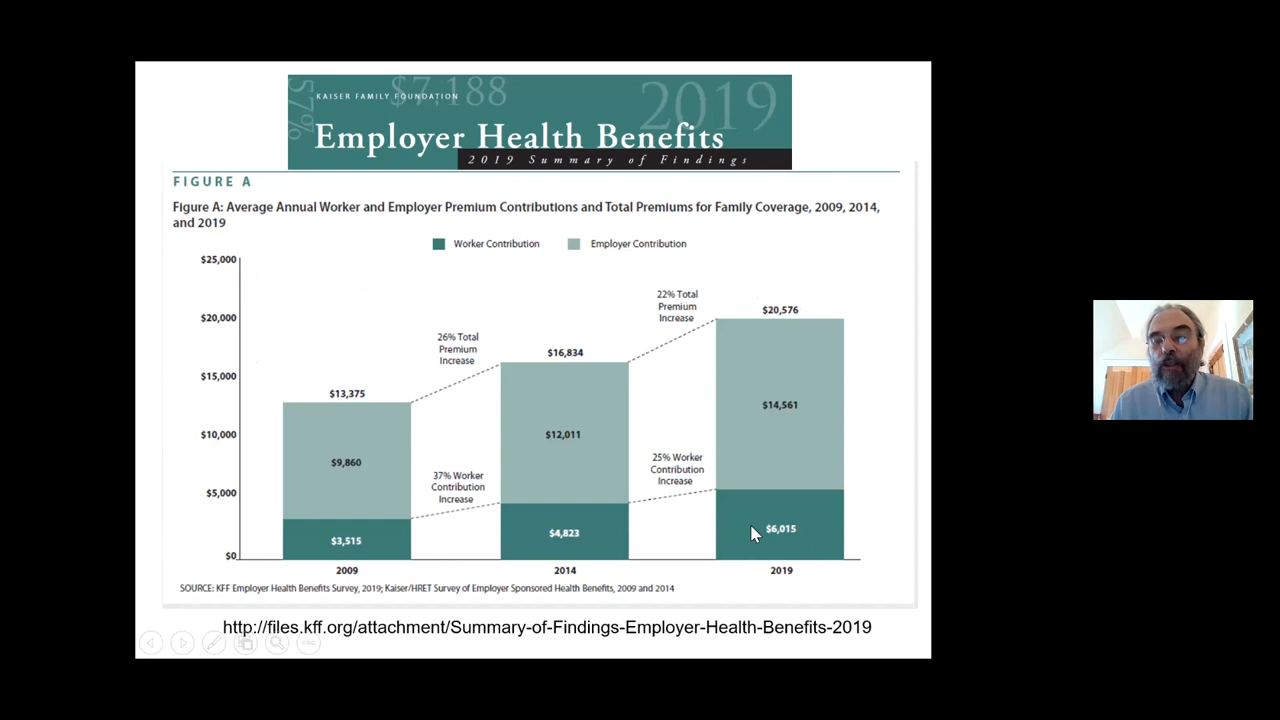 $7,188
57%
2019
KAISER FAMILY FOUNDATION
Employer Health Benefits
2019 Summary of Findings
FIGURE A
Figure A: Average Annual Worker and Employer Premium Contributions and Total Premiums for Family Coverage, 2009, 2014,
and 2019
Worker Contribution
Employer Contribution
$25,000
$20,000
$15,000
$10,000
$5,000
$0
$13,375
$9,860
$3,515
26% Total
Premium
Increase
37% Worker
Contribution
Increase
$16,834
$12,011
$4,823
22% Total
Premium
Increase
25% Worker
Contribution
Increase
$20,576
$14,561
$6,015
2009
2014
2019
SOURCE: KFF Employer Health Benefits Survey, 2019; Kaiser/HRET Survey of Employer Sponsored Health Benefits, 2009 and 2014
http://files.kff.org/attachment/Summary-of-Findings-Employer-Health-Benefits-2019